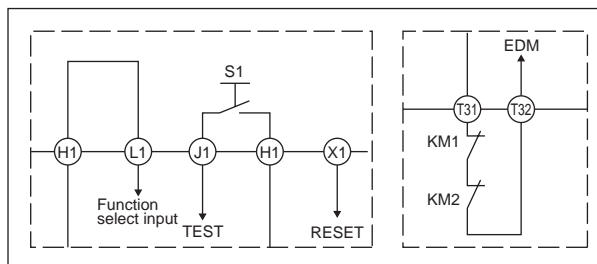 S1
H1 L1 J1 H1 X1
Function
select input
TEST
RESET
EDM
T31 T32
KM1
KM2